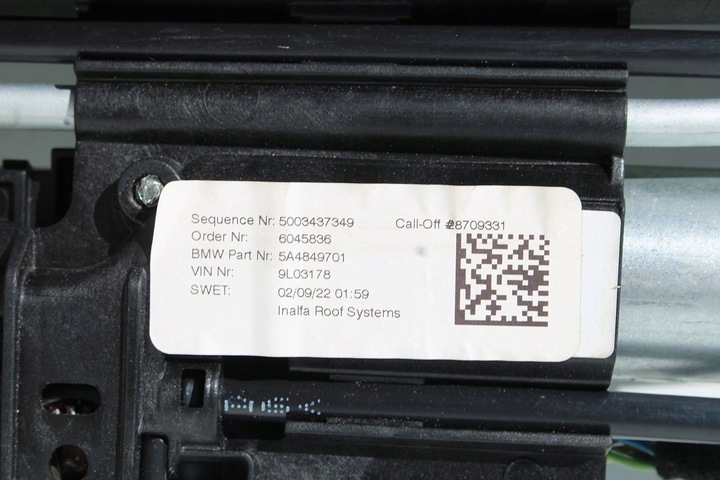 Sequence Nr: 5003437349 Call-Off #28709331
Order Nr: 6045836
BMW Part Nr: 5A4849701
VIN Nr: 9L03178
SWET: 02/09/22 01:59
Inalfa Roof Systems